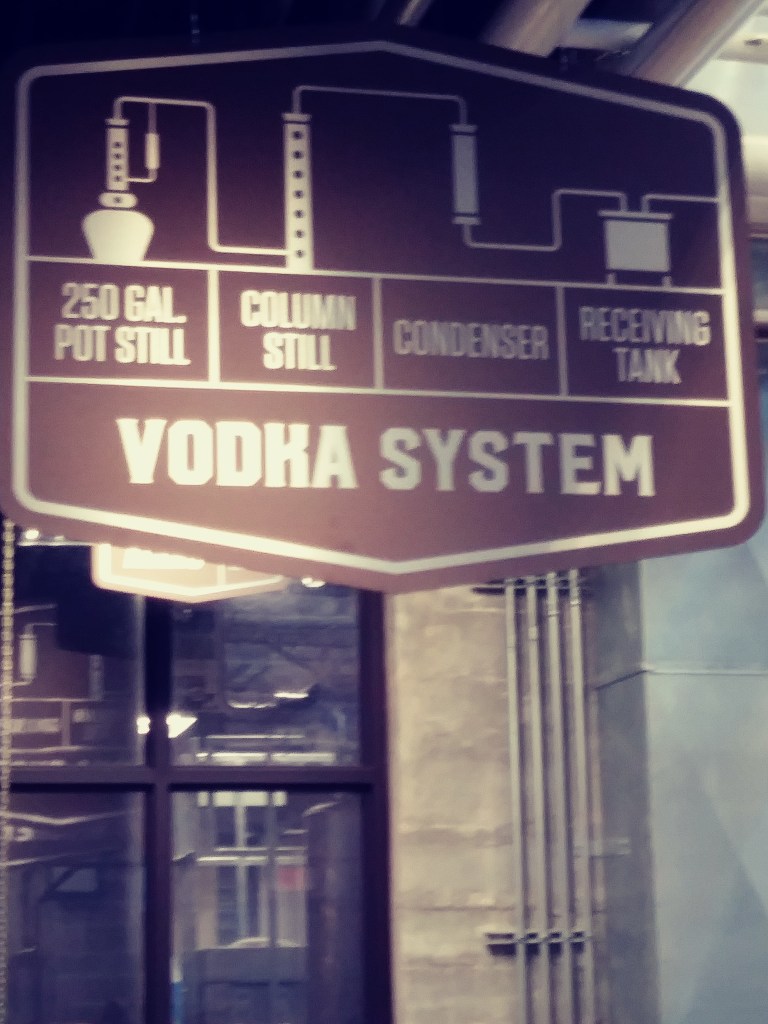 250 GAL.
POT STILL
COLUMN
STILL
CONDENSER
RECEIVING
TANK
VODKA SYSTEM